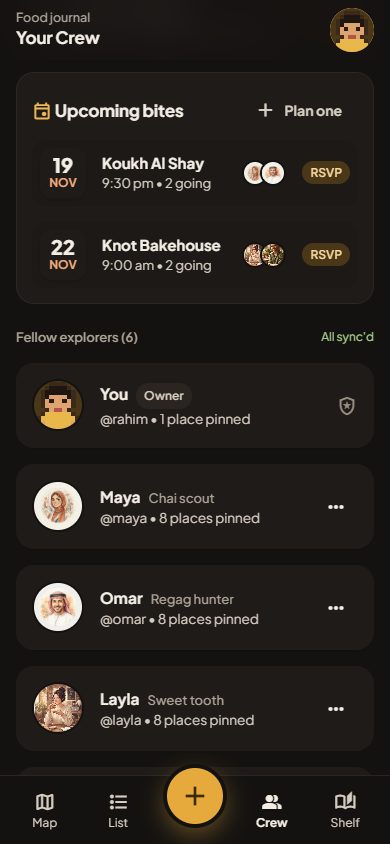 Food journal
Your Crew
Upcoming bites
+ Plan one
19
NOV
Koukh Al Shay
9:30 pm • 2 going
RSVP
22
NOV
Knot Bakehouse
9:00 am • 2 going
RSVP
Fellow explorers (6)
All sync'd
You Owner
@rahim • 1 place pinned
Maya Chai scout
@maya • 8 places pinned
Omar Regag hunter
@omar • 8 places pinned
Layla Sweet tooth
@layla • 8 places pinned
Map
List
Crew
Shelf